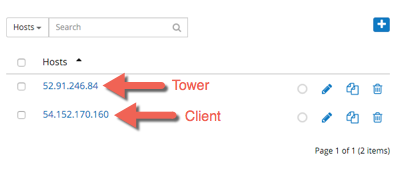 Hosts Search
Hosts
52.91.246.84 Tower
54.152.170.160 Client
Page 1 of 1 (2 items)